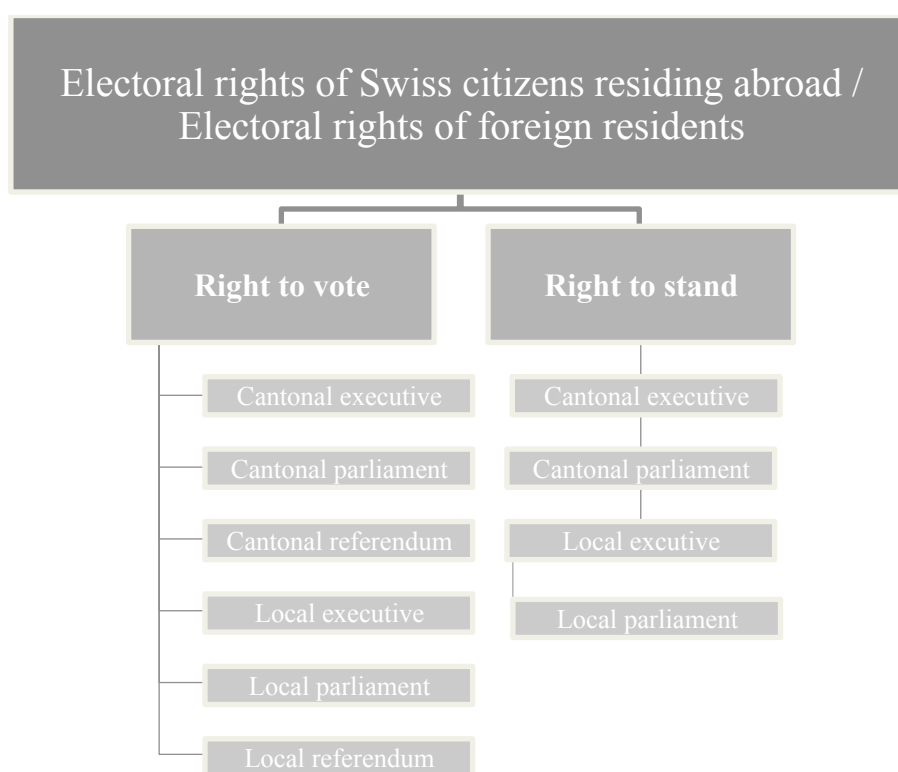 Electoral rights of Swiss citizens residing abroad /
Electoral rights of foreign residents
Right to vote
Cantonal executive
Cantonal parliament
Cantonal referendum
Local executive
Local parliament
Local referendum
Right to stand
Cantonal executive
Cantonal parliament
Local excutive
Local parliament